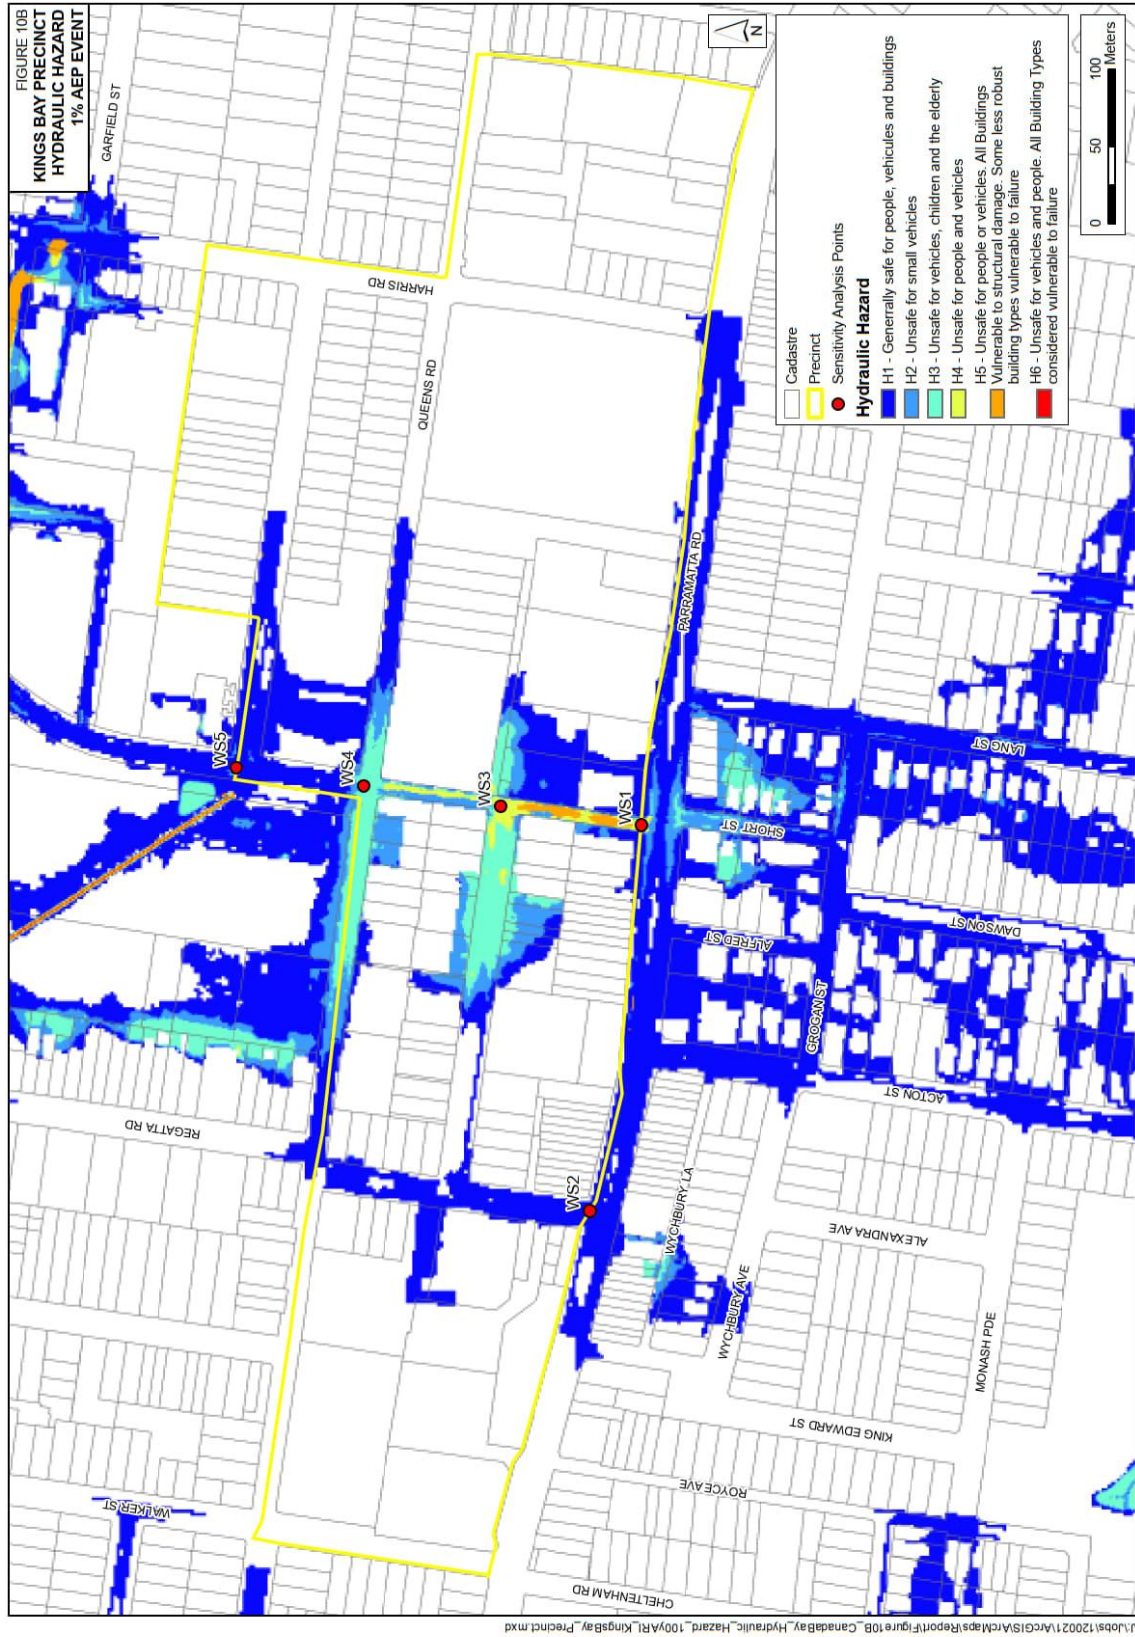 FIGURE 10B
KINGS BAY PRECINCT
HYDRAULIC HAZARD
1% AEP EVENT
GARFIELD ST
HARRIS RD
QUEENS RD
PARRAMATTA RD
WS5
WS4
WS3
WS1
WS2
LANG ST
SHORT ST
ALFRED ST
DAWSON ST
GROGAN ST
ACTON ST
REGATTA RD
WYCHBURY LA
WYCHBURY AVE
ALEXANDRA AVE
MONASH PDE
KING EDWARD ST
ROYCE AVE
WALKER ST
CHELTENHAM RD
N
Cadastre
Precinct
Sensitivity Analysis Points
Hydraulic Hazard
H1 - Generrally safe for people, vehicules and buildings
H2 - Unsafe for small vehicles
H3 - Unsafe for vehicles, children and the elderly
H4 - Unsafe for people and vehicles
H5 - Unsafe for people or vehicles. All Buildings
Vulnerable to structural damage. Some less robust
building types vulnerable to failure
H6 - Unsafe for vehicles and people. All Building Types
considered vulnerable to failure
0 50 100
Meters
J:\Jobs\120021\ArcGIS\ArcMaps\Report\Figure10B_CanadaBay_Hydraulic_Hazard_100yARI_KingsBay_Precinct.mxd